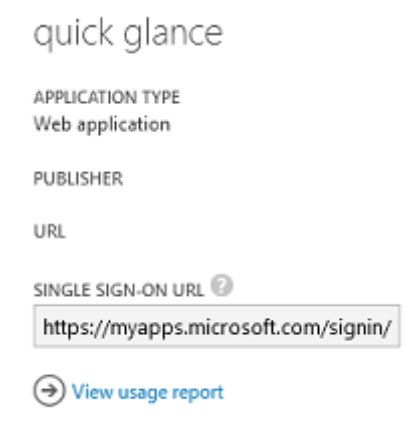 quick glance
APPLICATION TYPE
Web application
PUBLISHER
URL
SINGLE SIGN-ON URL ?
https://myapps.microsoft.com/signin/
View usage report